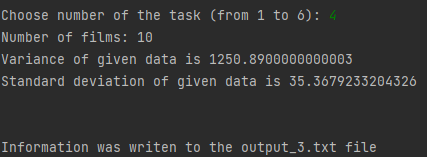 Choose number of the task (from 1 to 6): 4
Number of films: 10
Variance of given data is 1250.8900000000003
Standard deviation of given data is 35.3679233204326
Information was writen to the output_3.txt file